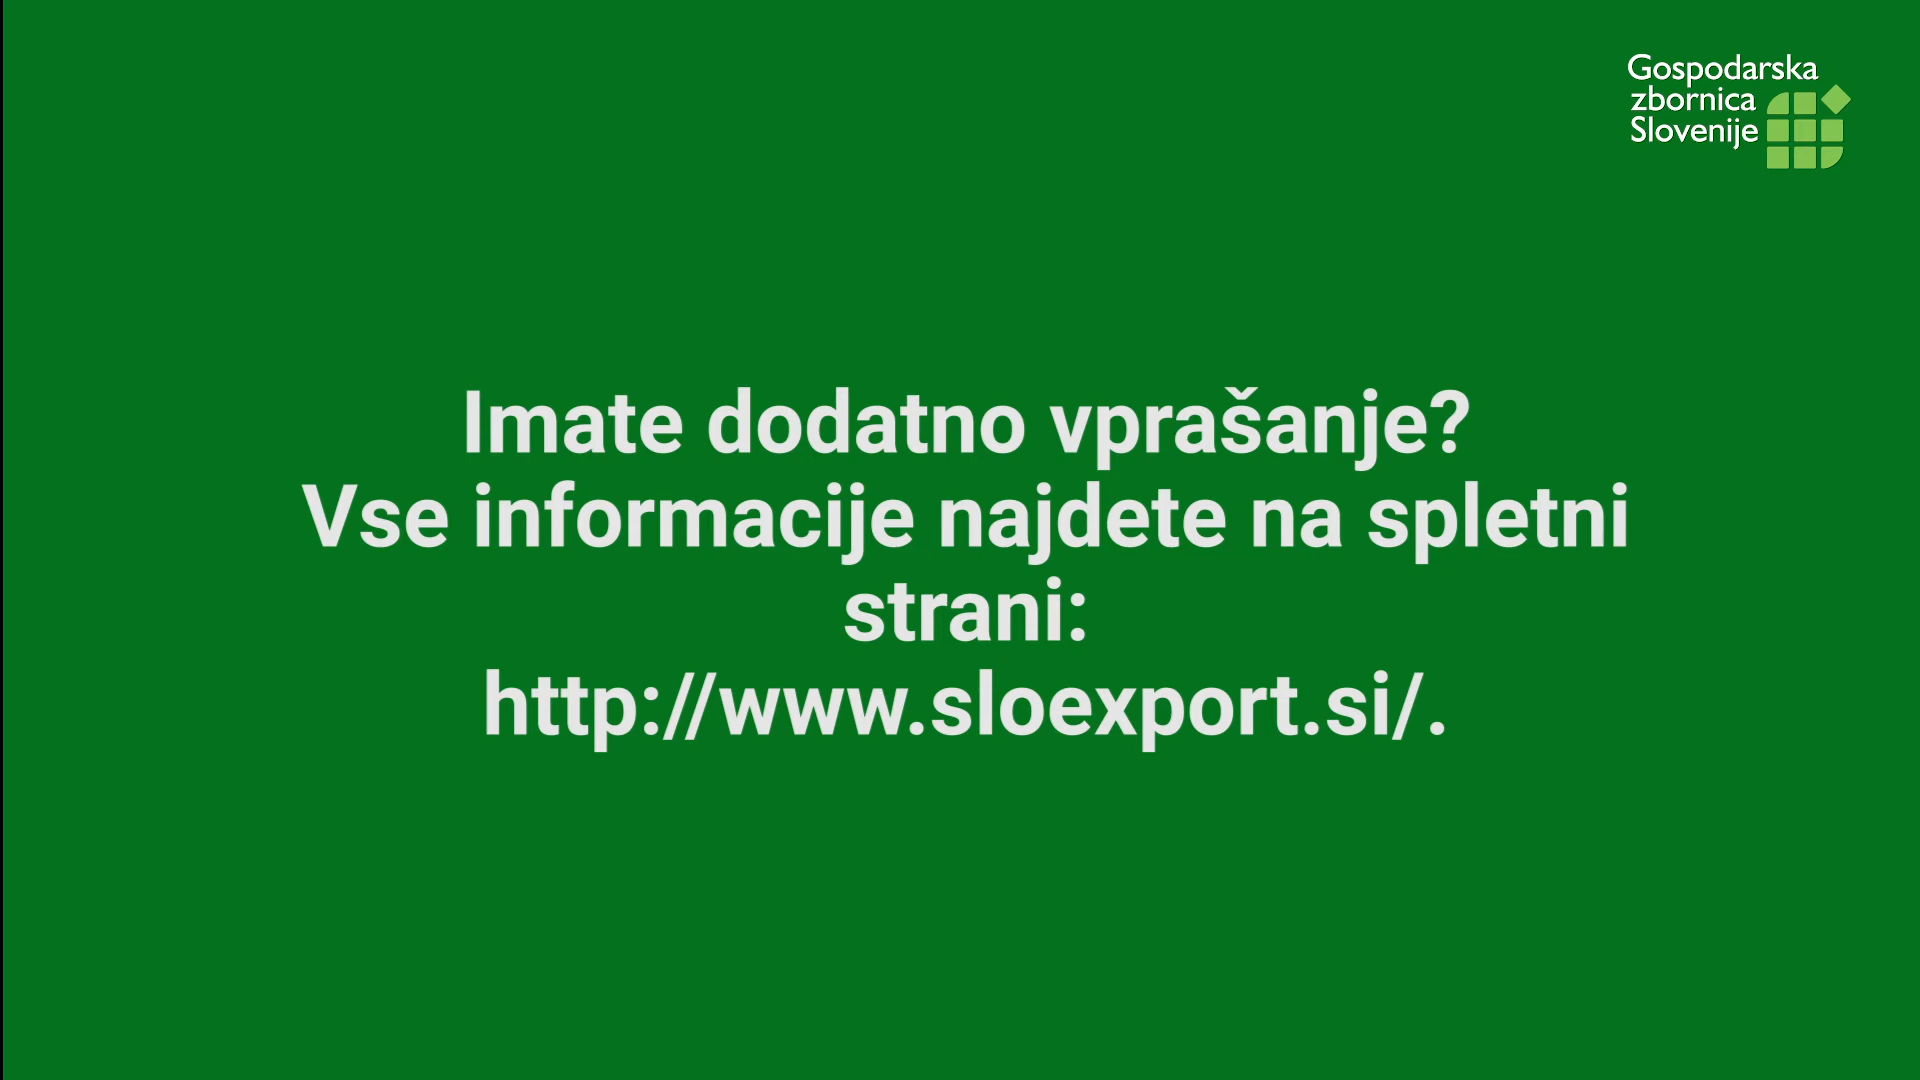 Gospodarska
zbornica
Slovenije
Imate dodatno vprašanje?
Vse informacije najdete na spletni
strani:
http://www.sloexport.si/.